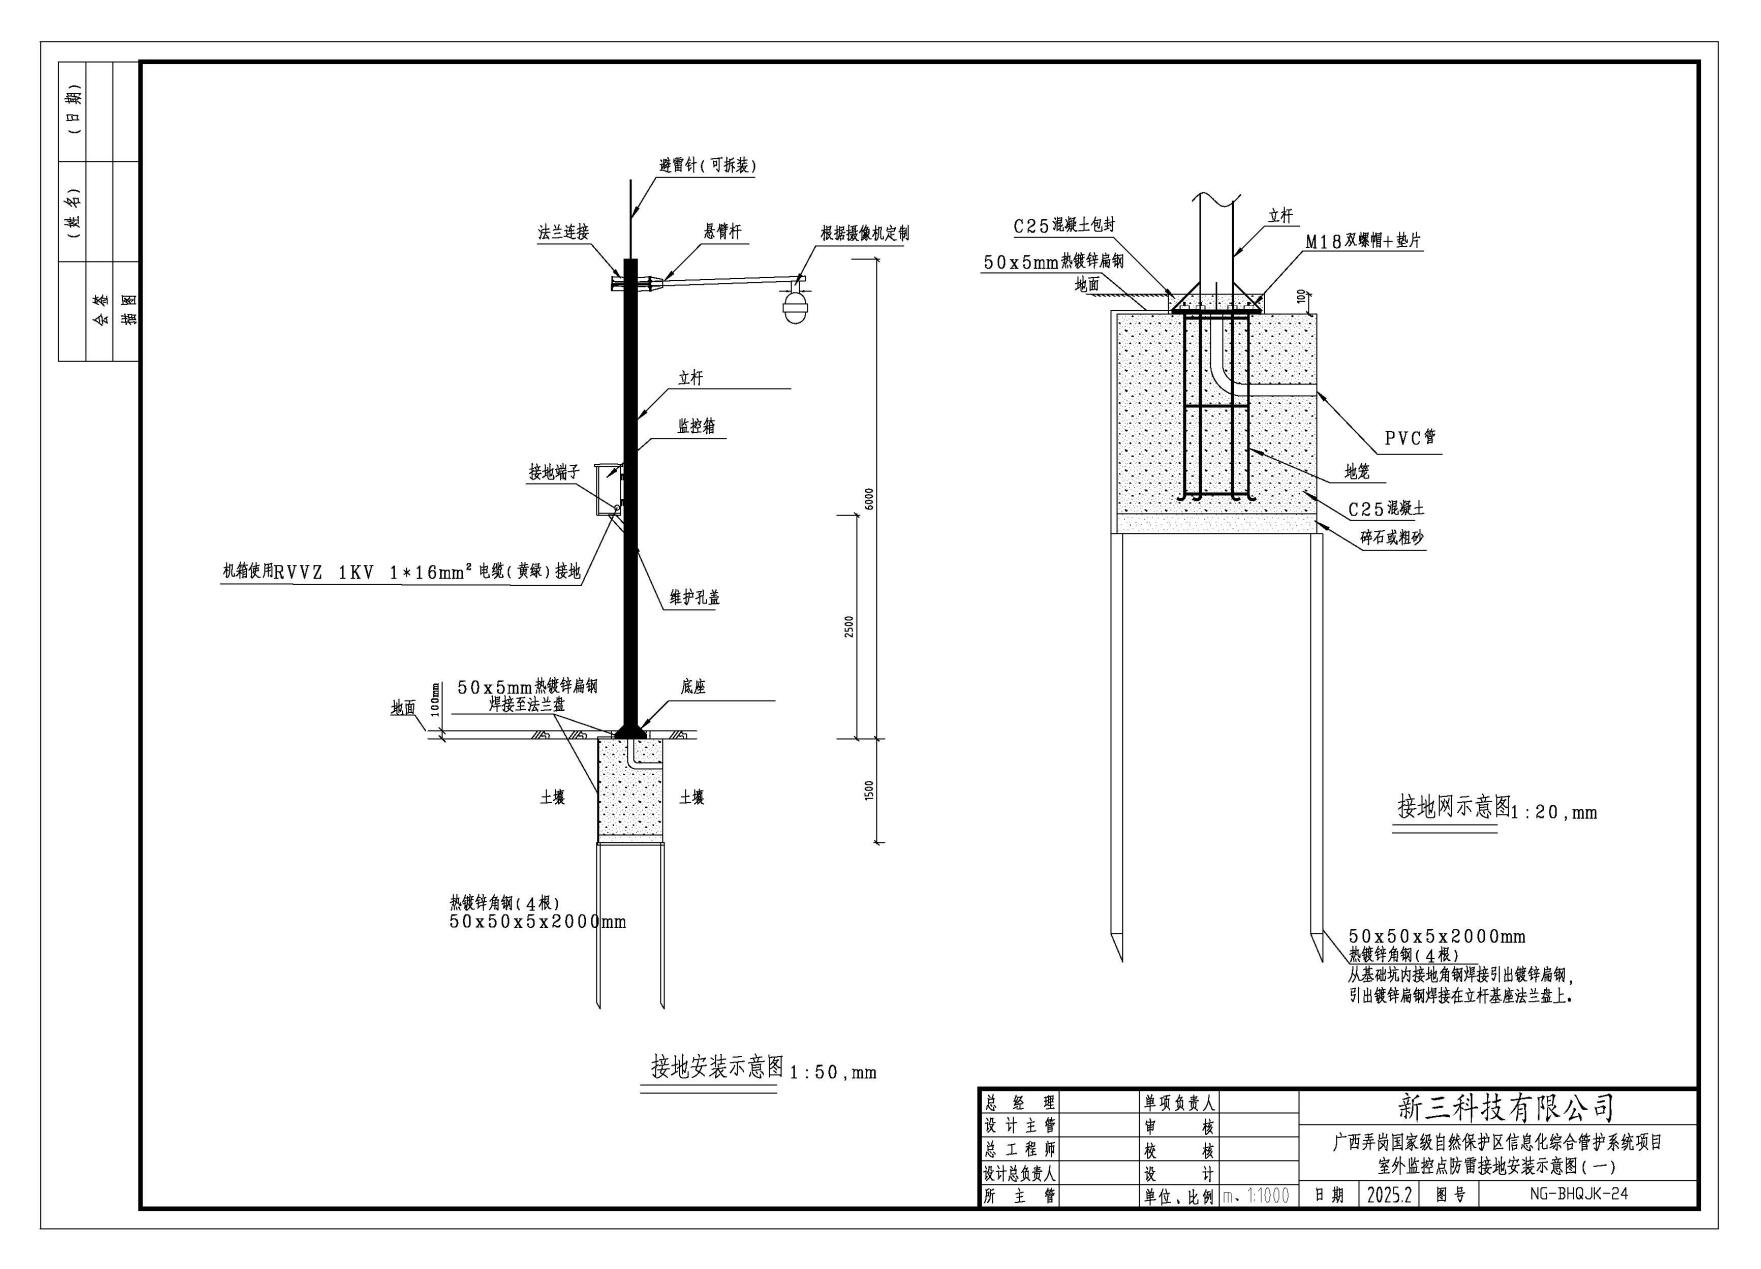 (日期)
(姓名)
会签
描图
避雷针(可拆装)
法兰连接
悬臂杆
根据摄像机定制
立杆
监控箱
接地端子
6000
机箱使用RVVZ 1KV 1*16mm² 电缆(黄绿)接地
维护孔盖
2500
50x5mm热镀锌扁钢
焊接至法兰盘
底座
地面
100mm
土壤
土壤
1500
热镀锌角钢(4根)
50x50x5x2000mm
接地安装示意图1:50,mm
立杆
C25混凝土包封
M18双螺帽+垫片
50x5mm热镀锌扁钢
地面
100
PVC管
地笼
C25混凝土
碎石或粗砂
接地网示意图1:20,mm
50x50x5x2000mm
热镀锌角钢(4根)
从基础坑内接地角钢焊接引出镀锌扁钢,
引出镀锌扁钢焊接在立杆基座法兰盘上.
总经理
单项负责人
新三科技有限公司
设计主管
审核
总工程师
校核
广西弄岗国家级自然保护区信息化综合管护系统项目
室外监控点防雷接地安装示意图(一)
设计总负责人
设计
所主管
单位、比例
m、1:1000
日期
2025.2
图号
NG-BHQJK-24